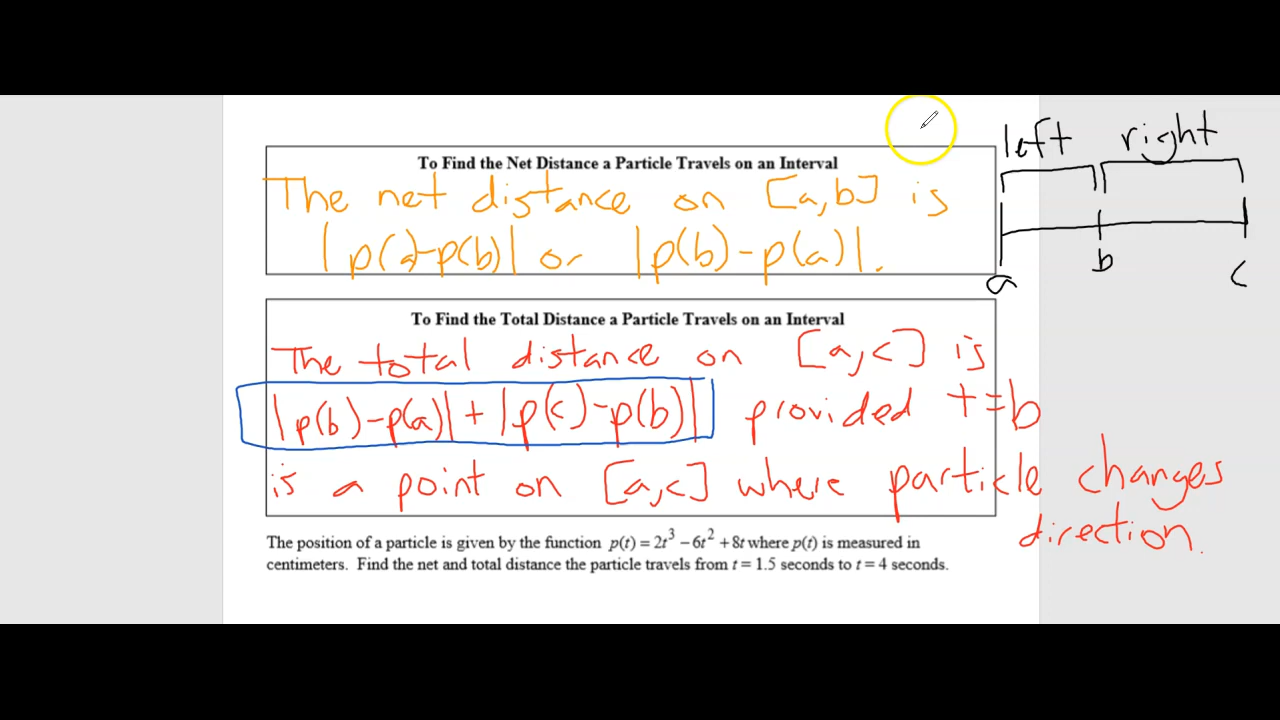 To Find the Net Distance a Particle Travels on an Interval
The net distance on [a,b] is
|p(a)-p(b)| or |p(b)-p(a)|.
left right
a b c
To Find the Total Distance a Particle Travels on an Interval
The total distance on [a,c] is
|p(b)-p(a)|+|p(c)-p(b)| provided t=b
is a point on [a,c] where particle changes
direction.
The position of a particle is given by the function p(t) = 2t³ − 6t² + 8t where p(t) is measured in
centimeters. Find the net and total distance the particle travels from t = 1.5 seconds to t = 4 seconds.